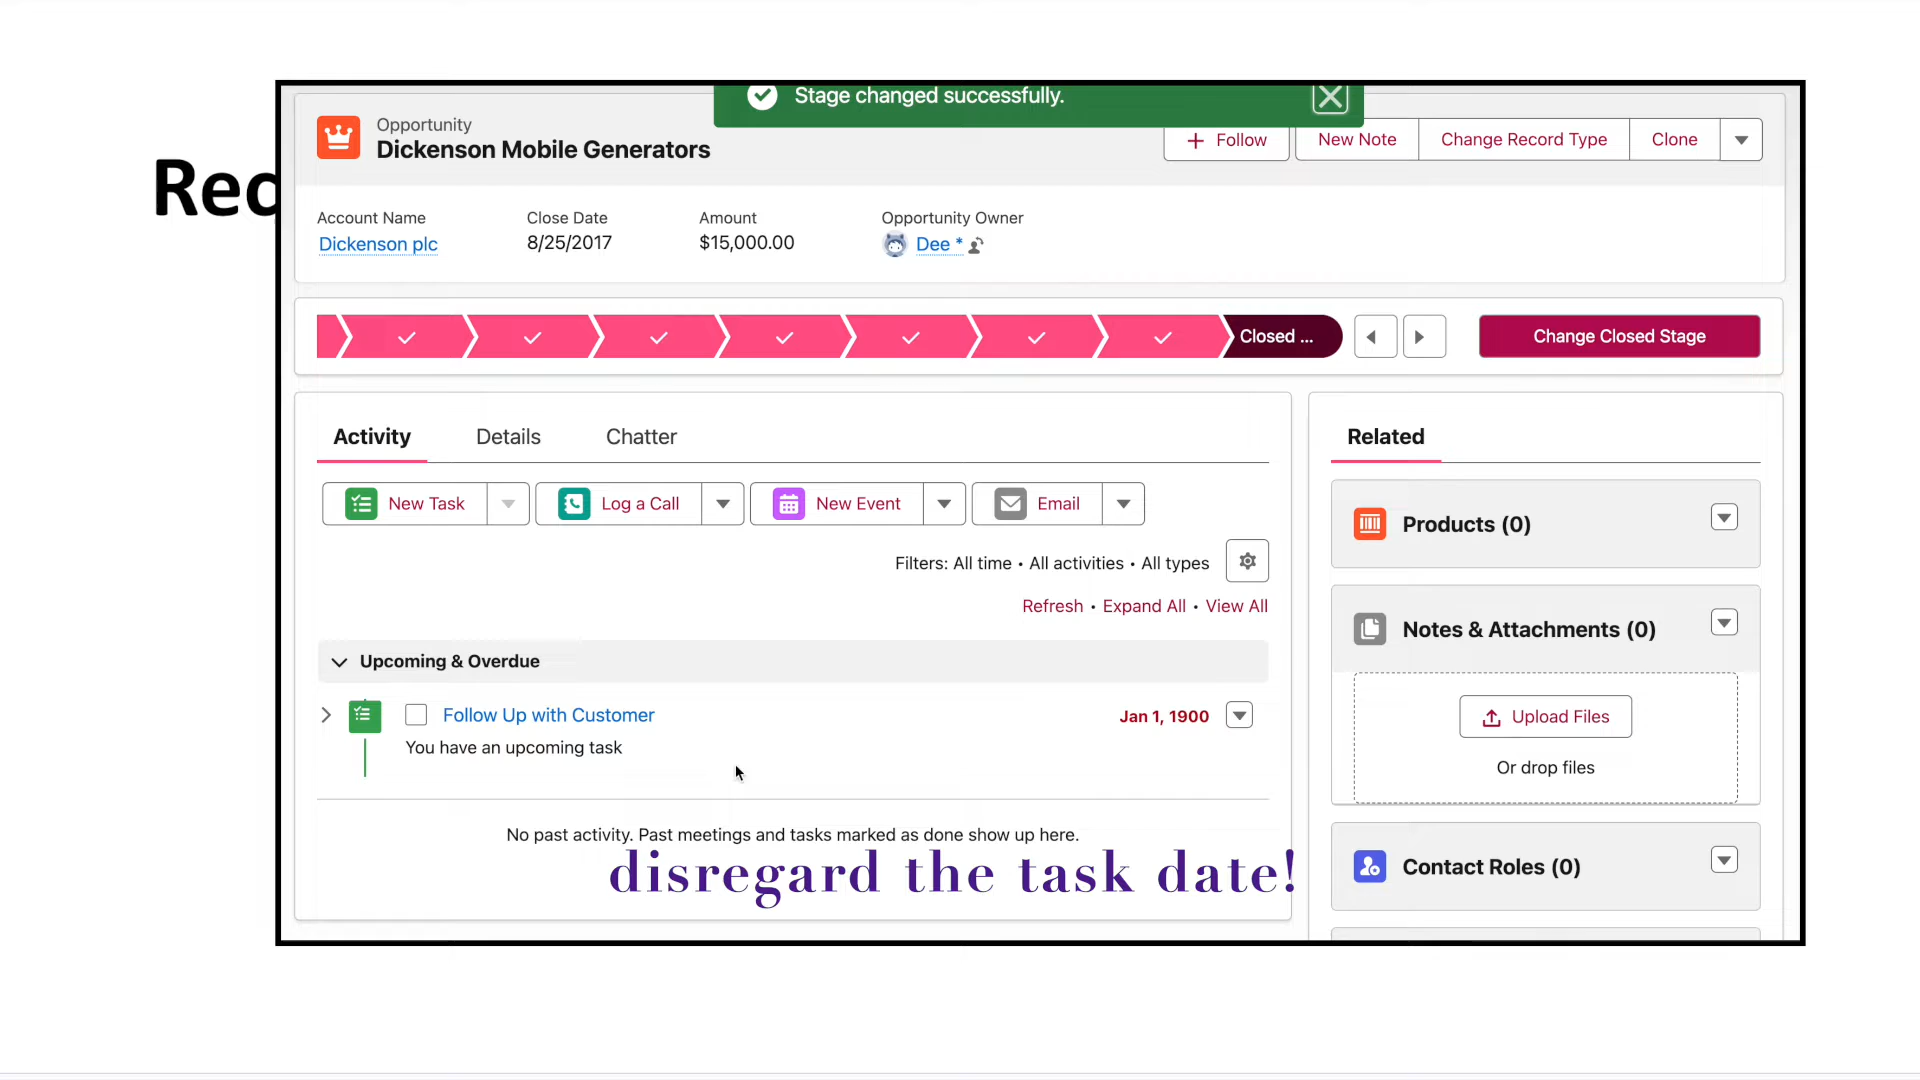 Stage changed successfully.
Opportunity
Dickenson Mobile Generators
Follow
New Note
Change Record Type
Clone
Rec
Account Name
Close Date
Amount
Opportunity Owner
Dickenson plc
8/25/2017
$15,000.00
Dee *
Closed ...
Change Closed Stage
Activity
Details
Chatter
Related
New Task
Log a Call
New Event
Email
Products (0)
Filters: All time • All activities • All types
Refresh • Expand All • View All
Notes & Attachments (0)
Upcoming & Overdue
Follow Up with Customer
Jan 1, 1900
You have an upcoming task
Upload Files
Or drop files
No past activity. Past meetings and tasks marked as done show up here.
disregard the task date!
Contact Roles (0)